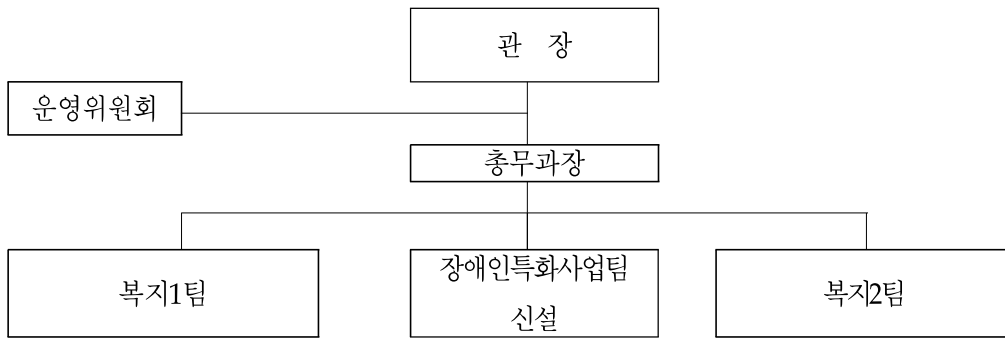 관 장
운영위원회
총무과장
복지1팀
장애인특화사업팀
신설
복지2팀